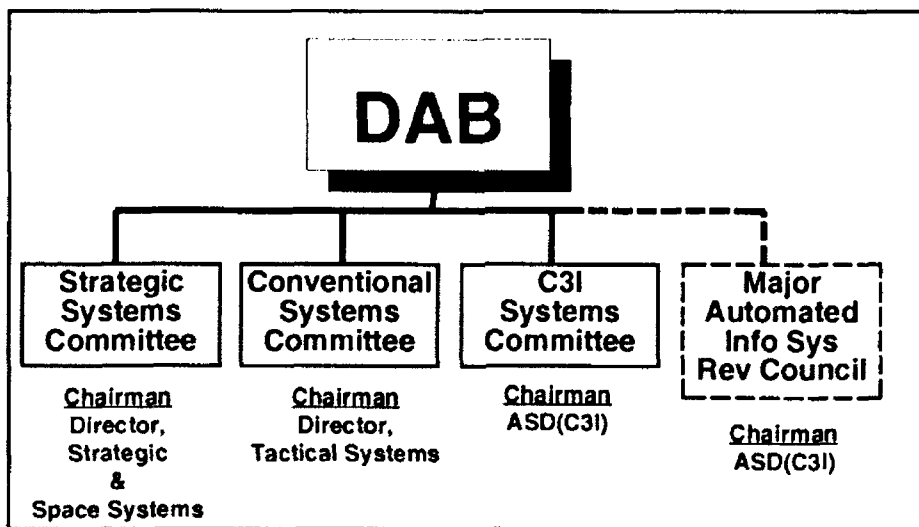 DAB
Strategic
Systems
Committee
Chairman
Director,
Strategic
&
Space Systems
Conventional
Systems
Committee
Chairman
Director,
Tactical Systems
C3I
Systems
Committee
Chairman
ASD(C3I)
Major
Automated
Info Sys
Rev Council
Chairman
ASD(C3I)